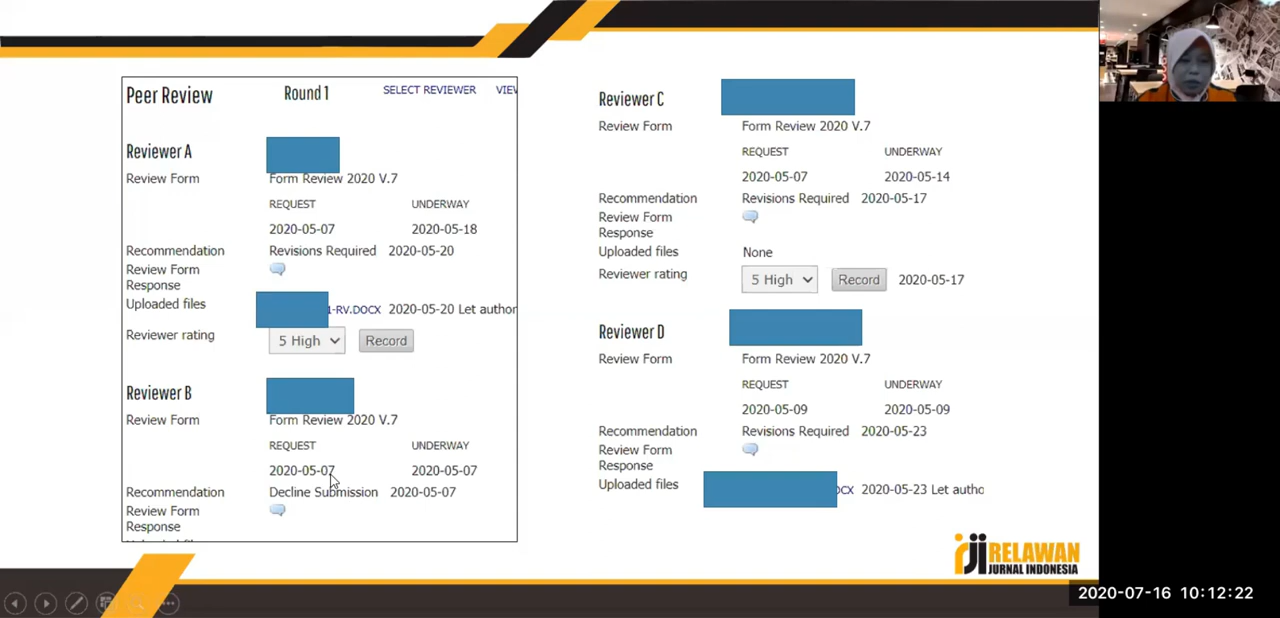 Peer Review Round 1 SELECT REVIEWER
Reviewer A
Review Form Form Review 2020 V.7
REQUEST UNDERWAY
2020-05-07 2020-05-18
Recommendation Revisions Required 2020-05-20
Review Form
Response
Uploaded files 1-RV.DOCX 2020-05-20 Let author
Reviewer rating 5 High Record
Reviewer B
Review Form Form Review 2020 V.7
REQUEST UNDERWAY
2020-05-07 2020-05-07
Recommendation Decline Submission 2020-05-07
Review Form
Response
Reviewer C
Review Form Form Review 2020 V.7
REQUEST UNDERWAY
2020-05-07 2020-05-14
Recommendation Revisions Required 2020-05-17
Review Form
Response
Uploaded files None
Reviewer rating 5 High Record 2020-05-17
Reviewer D
Review Form Form Review 2020 V.7
REQUEST UNDERWAY
2020-05-09 2020-05-09
Recommendation Revisions Required 2020-05-23
Review Form
Response
Uploaded files CX 2020-05-23 Let autho
RELAWAN
JURNAL INDONESIA
2020-07-16 10:12:22